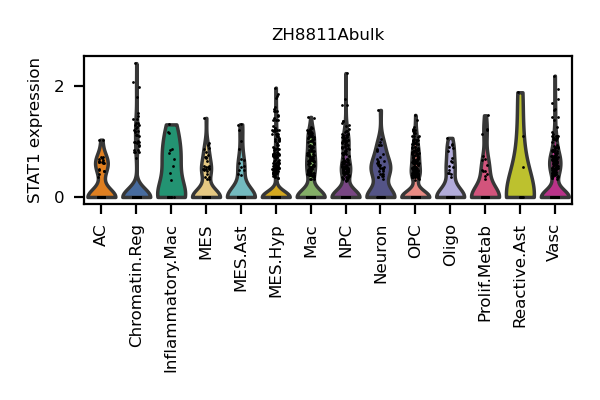 ZH8811Abulk
STAT1 expression
2
0
AC
Chromatin.Reg
Inflammatory.Mac
MES
MES.Ast
MES.Hyp
Mac
NPC
Neuron
OPC
Oligo
Prolif.Metab
Reactive.Ast
Vasc